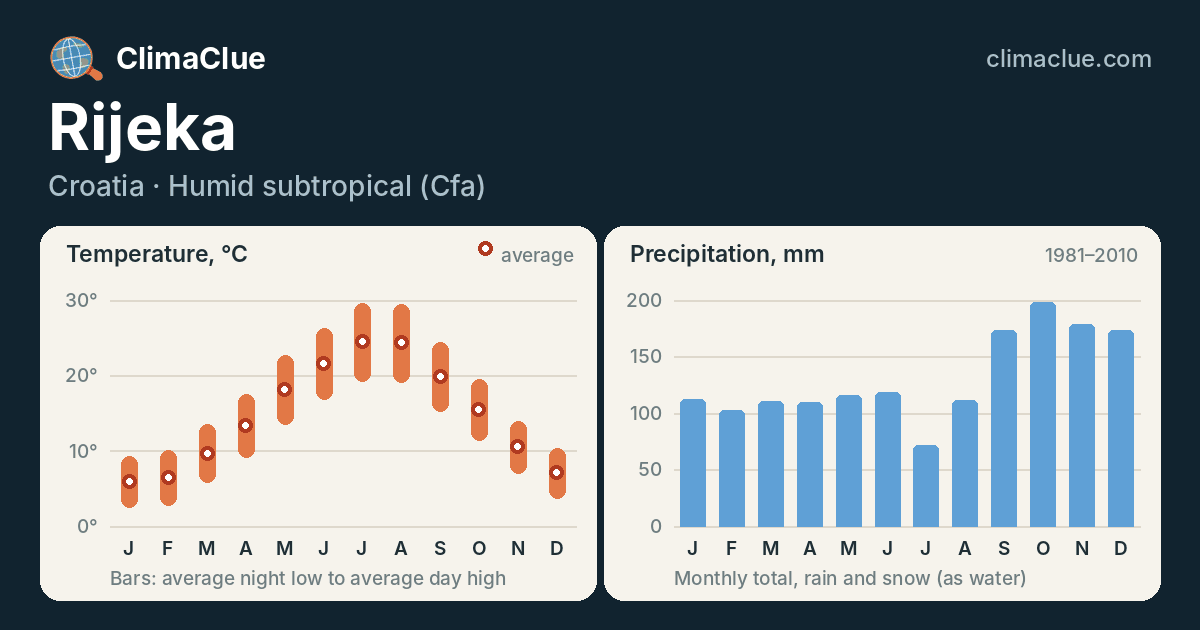 ClimaClue
climaclue.com
Rijeka
Croatia · Humid subtropical (Cfa)
Temperature, °C
average
30°
20°
10°
0°
J F M A M J J A S O N D
Bars: average night low to average day high
Precipitation, mm
1981–2010
200
150
100
50
0
J F M A M J J A S O N D
Monthly total, rain and snow (as water)